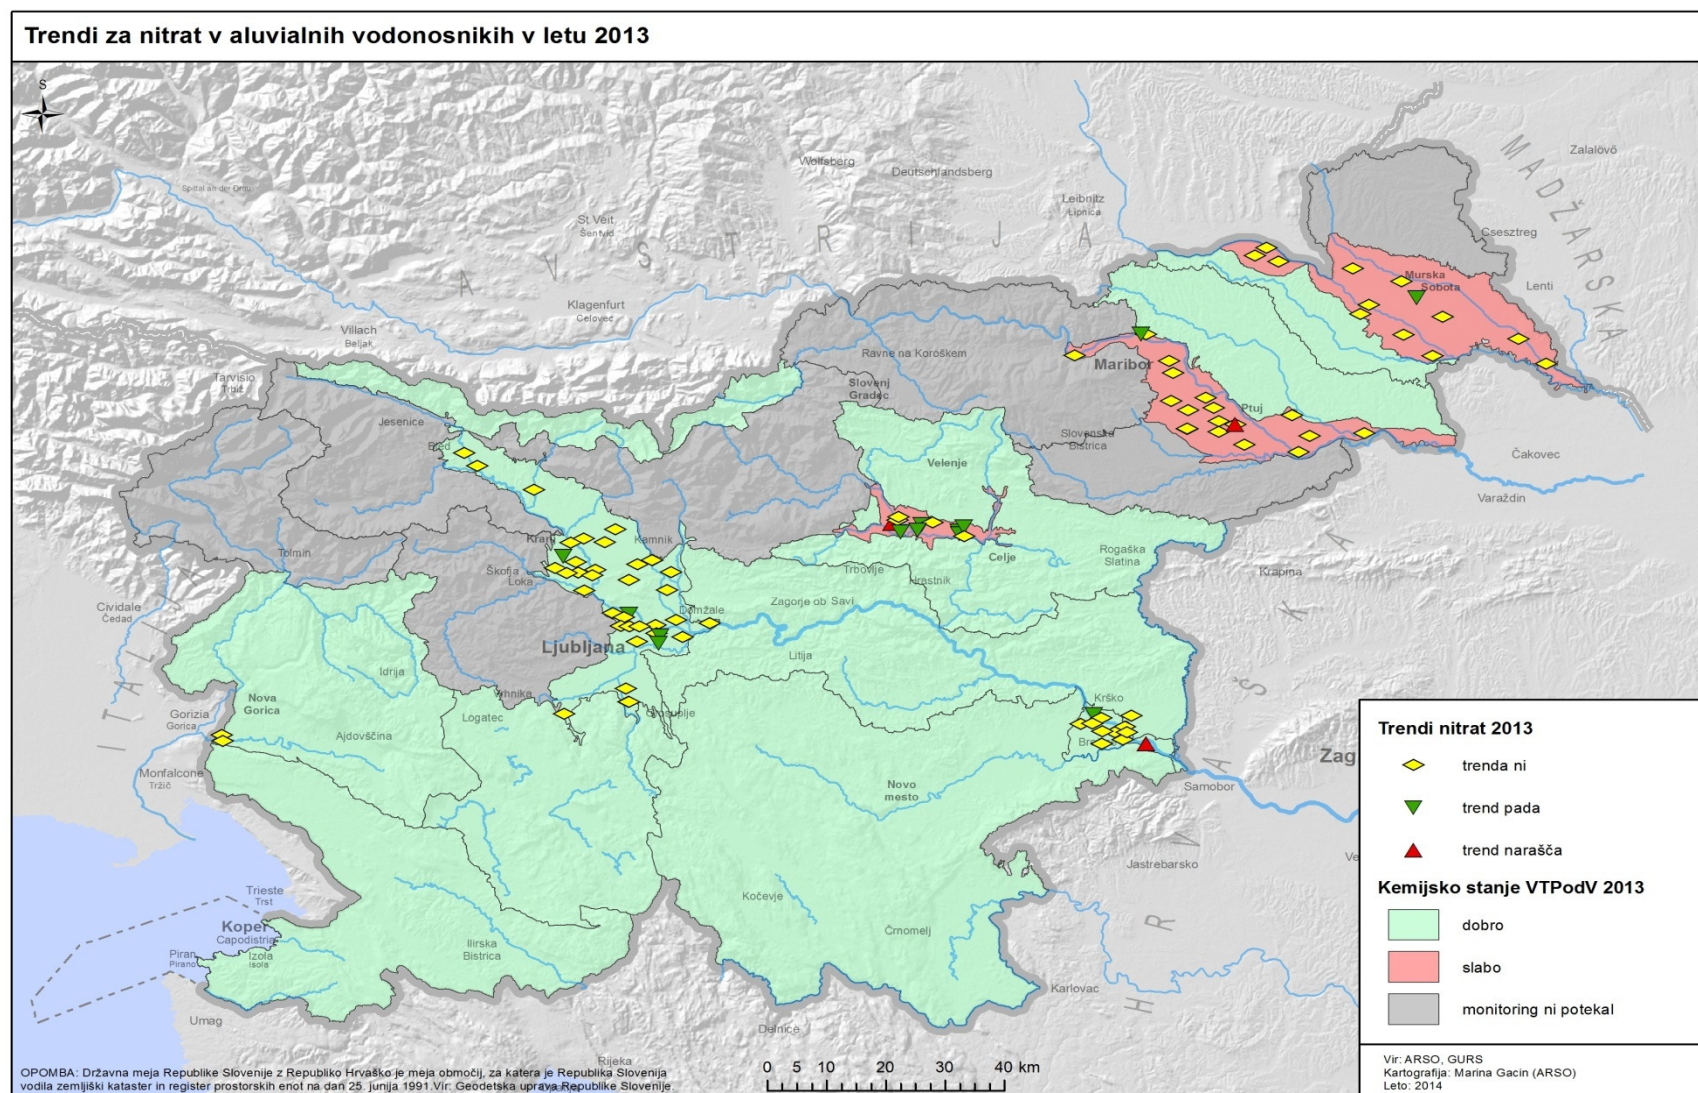 Trendi za nitrat v aluvialnih vodonosnikih v letu 2013
S
MADŽARSKA
Zalalövő
Wolfsberg
Deutschlandsberg
Spittal an der Drau
Leibnitz
Lipnica
St Veit
Šentvid
AVSTRIJA
Csesztreg
Murska
Sobota
Lenti
Klagenfurt
Celovec
Villach
Beljak
Ravne na Koroškem
Maribor
Tarvisio
Trbiž
Slovenj
Gradec
Jesenice
Ptuj
Bled
Slovenska
Bistrica
Čakovec
Velenje
Varaždin
Kranj
Kamnik
Tolmin
Celje
Rogaška
Slatina
Škofja
Loka
Trbovlje
Hrastnik
Krapina
Cividale
Čedad
Zagorje ob Savi
Domžale
Ljubljana
Litija
ITALIJA
Idrija
Vrhnika
Nova
Gorica
Krško
Gorizia
Gorica
Logatec
Grosuplje
Ajdovščina
Zag
Monfalcone
Tržič
Novo
mesto
Samobor
HRVAŠKA
Jastrebarsko
Trieste
Trst
Kočevje
Koper
Capodistria
Črnomelj
Piran
Pirano
Izola
Isola
Ilirska
Bistrica
Karlovac
Umag
Delnice
Rijeka
Trendi nitrat 2013
trenda ni
trend pada
trend narašča
Kemijsko stanje VTPodV 2013
dobro
slabo
monitoring ni potekal
Vir: ARSO, GURS
Kartografija: Marina Gacin (ARSO)
Leto: 2014
0 5 10 20 30 40 km
OPOMBA: Državna meja Republike Slovenije z Republiko Hrvaško je meja območij, za katera je Republika Slovenija
vodila zemljiški kataster in register prostorskih enot na dan 25. junija 1991.Vir: Geodetska uprava Republike Slovenije.